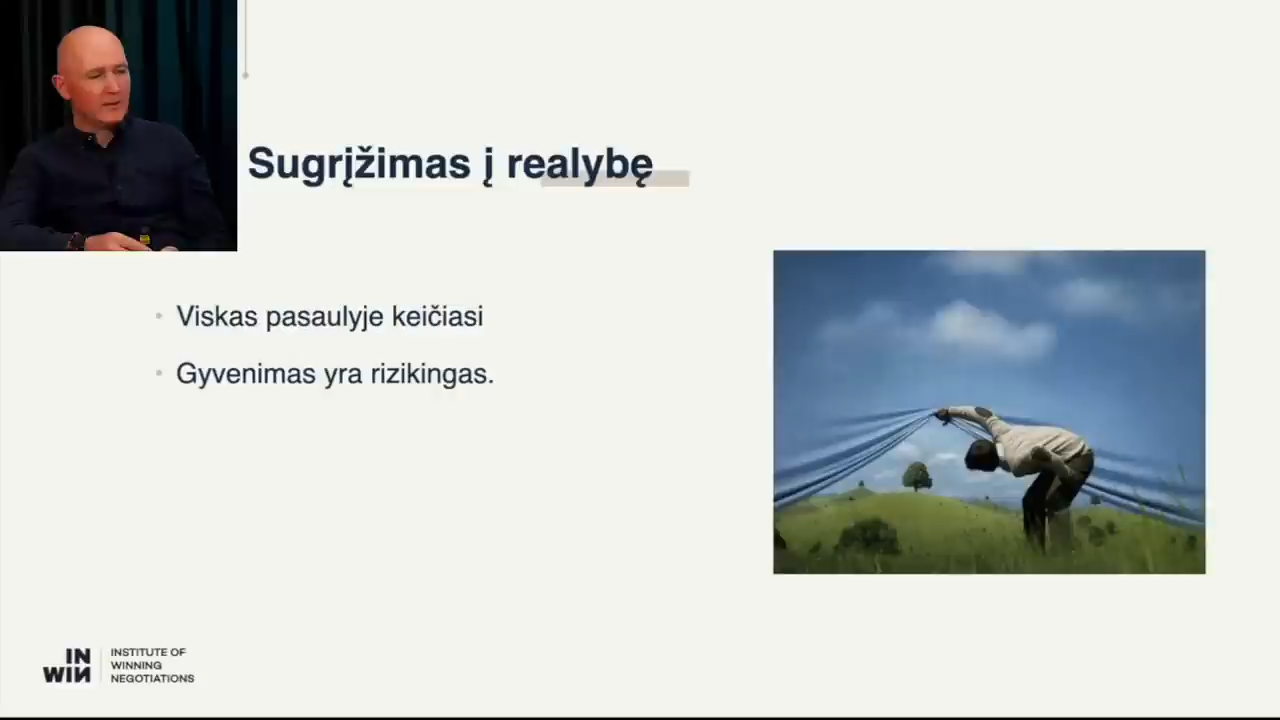 Sugrįžimas į realybę
Viskas pasaulyje keičiasi
Gyvenimas yra rizikingas.
IN
WIN
INSTITUTE OF
WINNING
NEGOTIATIONS